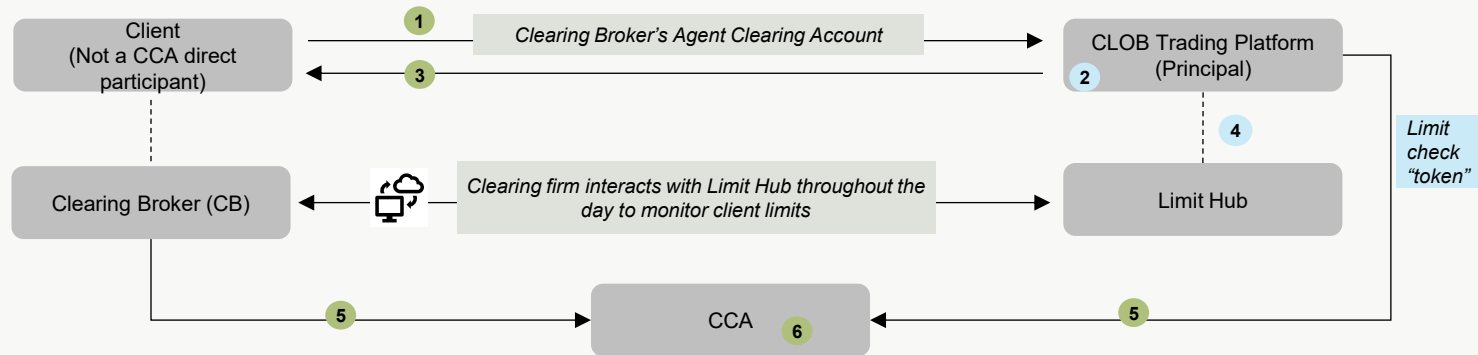 1
Client
(Not a CCA direct
participant)
Clearing Broker's Agent Clearing Account
CLOB Trading Platform
(Principal)
3
2
4
Limit
check
“token”
Clearing Broker (CB)
Clearing firm interacts with Limit Hub throughout the
day to monitor client limits
Limit Hub
5
CCA
6
5